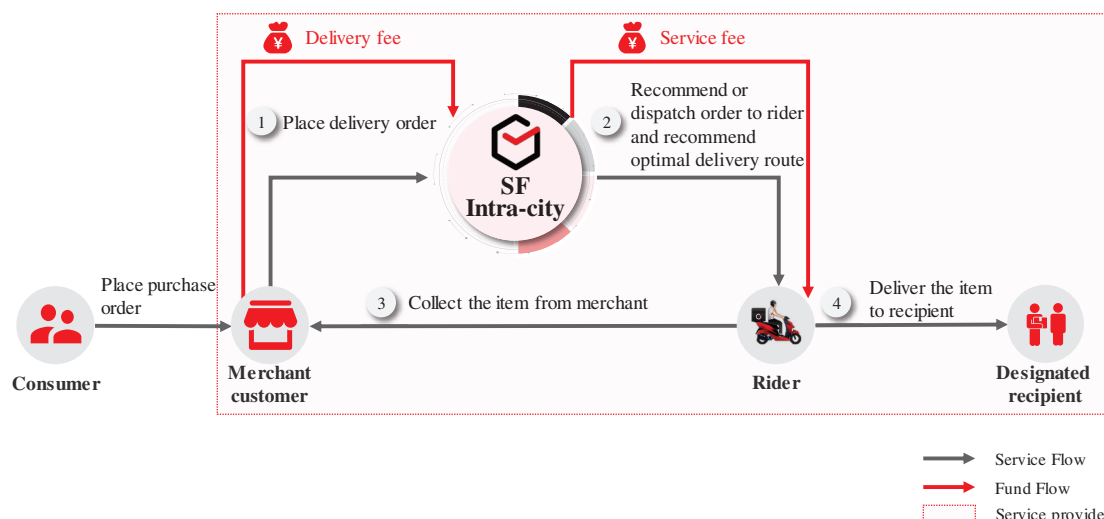 ¥ Delivery fee
¥ Service fee
1 Place delivery order
2 Recommend or
dispatch order to rider
and recommend
optimal delivery route
SF
Intra-city
Place purchase
order
3 Collect the item from merchant
4 Deliver the item
to recipient
Consumer
Merchant
customer
Rider
Designated
recipient
Service Flow
Fund Flow
Service provide